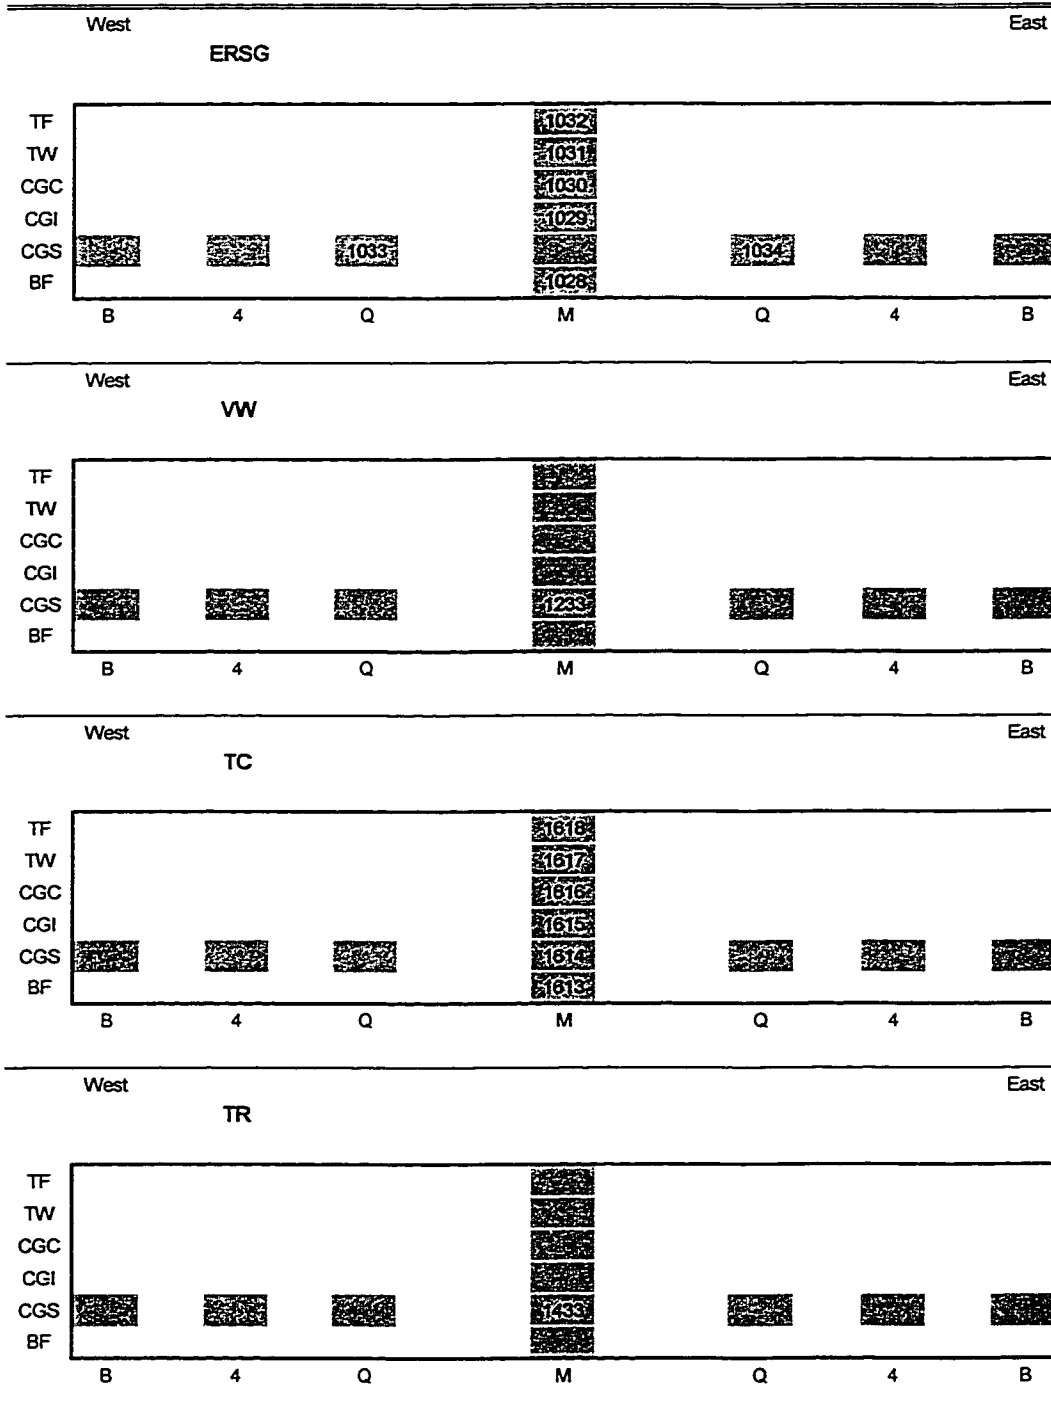 West East
ERSG
TF 1032
TW 1031
CGC 1030
CGI 1029
CGS 1033 1034
BF 1028
B 4 Q M Q 4 B
West East
VW
TF
TW
CGC
CGI
CGS 1233
BF
B 4 Q M Q 4 B
West East
TC
TF 1618
TW 1617
CGC 1616
CGI 1615
CGS 1614
BF 1613
B 4 Q M Q 4 B
West East
TR
TF
TW
CGC
CGI
CGS 1433
BF
B 4 Q M Q 4 B